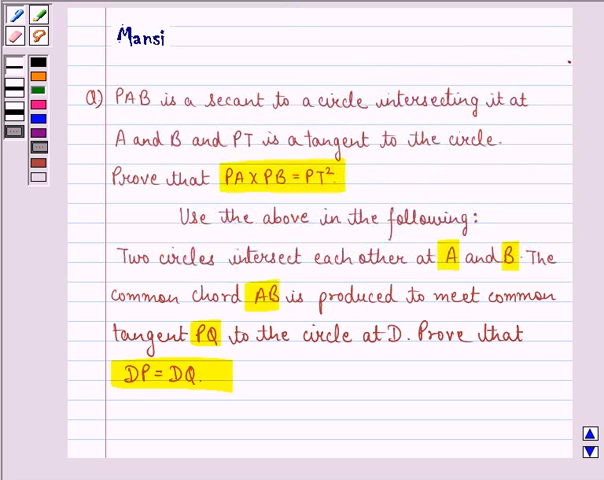 Mansi
Q) PAB is a secant to a circle intersecting it at
A and B and PT is a tangent to the circle.
Prove that PA x PB = PT².
Use the above in the following:
Two circles intersect each other at A and B. The
common chord AB is produced to meet common
tangent PQ to the circle at D. Prove that
DP = DQ.